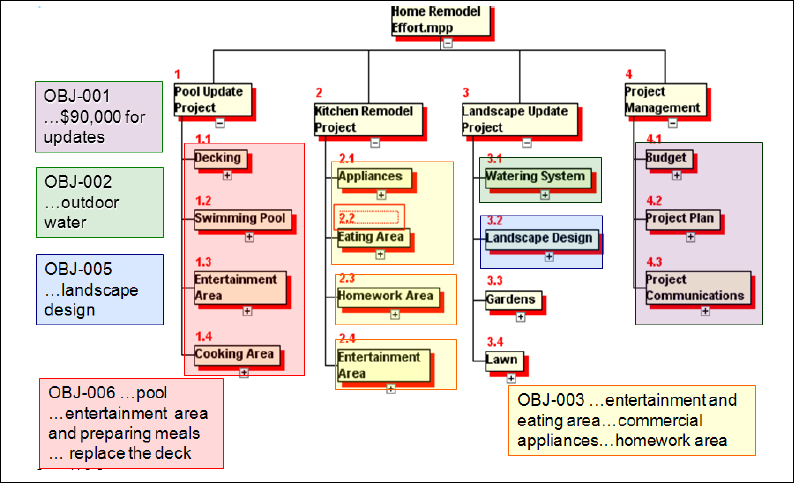 Home Remodel
Effort.mpp
1
Pool Update
Project
2
Kitchen Remodel
Project
3
Landscape Update
Project
4
Project
Management
OBJ-001
…$90,000 for
updates
OBJ-002
…outdoor
water
OBJ-005
…landscape
design
1.1
Decking
1.2
Swimming Pool
1.3
Entertainment
Area
1.4
Cooking Area
2.1
Appliances
2.2
Eating Area
2.3
Homework Area
2.4
Entertainment
Area
3.1
Watering System
3.2
Landscape Design
3.3
Gardens
3.4
Lawn
4.1
Budget
4.2
Project Plan
4.3
Project
Communications
OBJ-006 …pool
…entertainment area
and preparing meals
… replace the deck
OBJ-003 …entertainment and
eating area…commercial
appliances…homework area